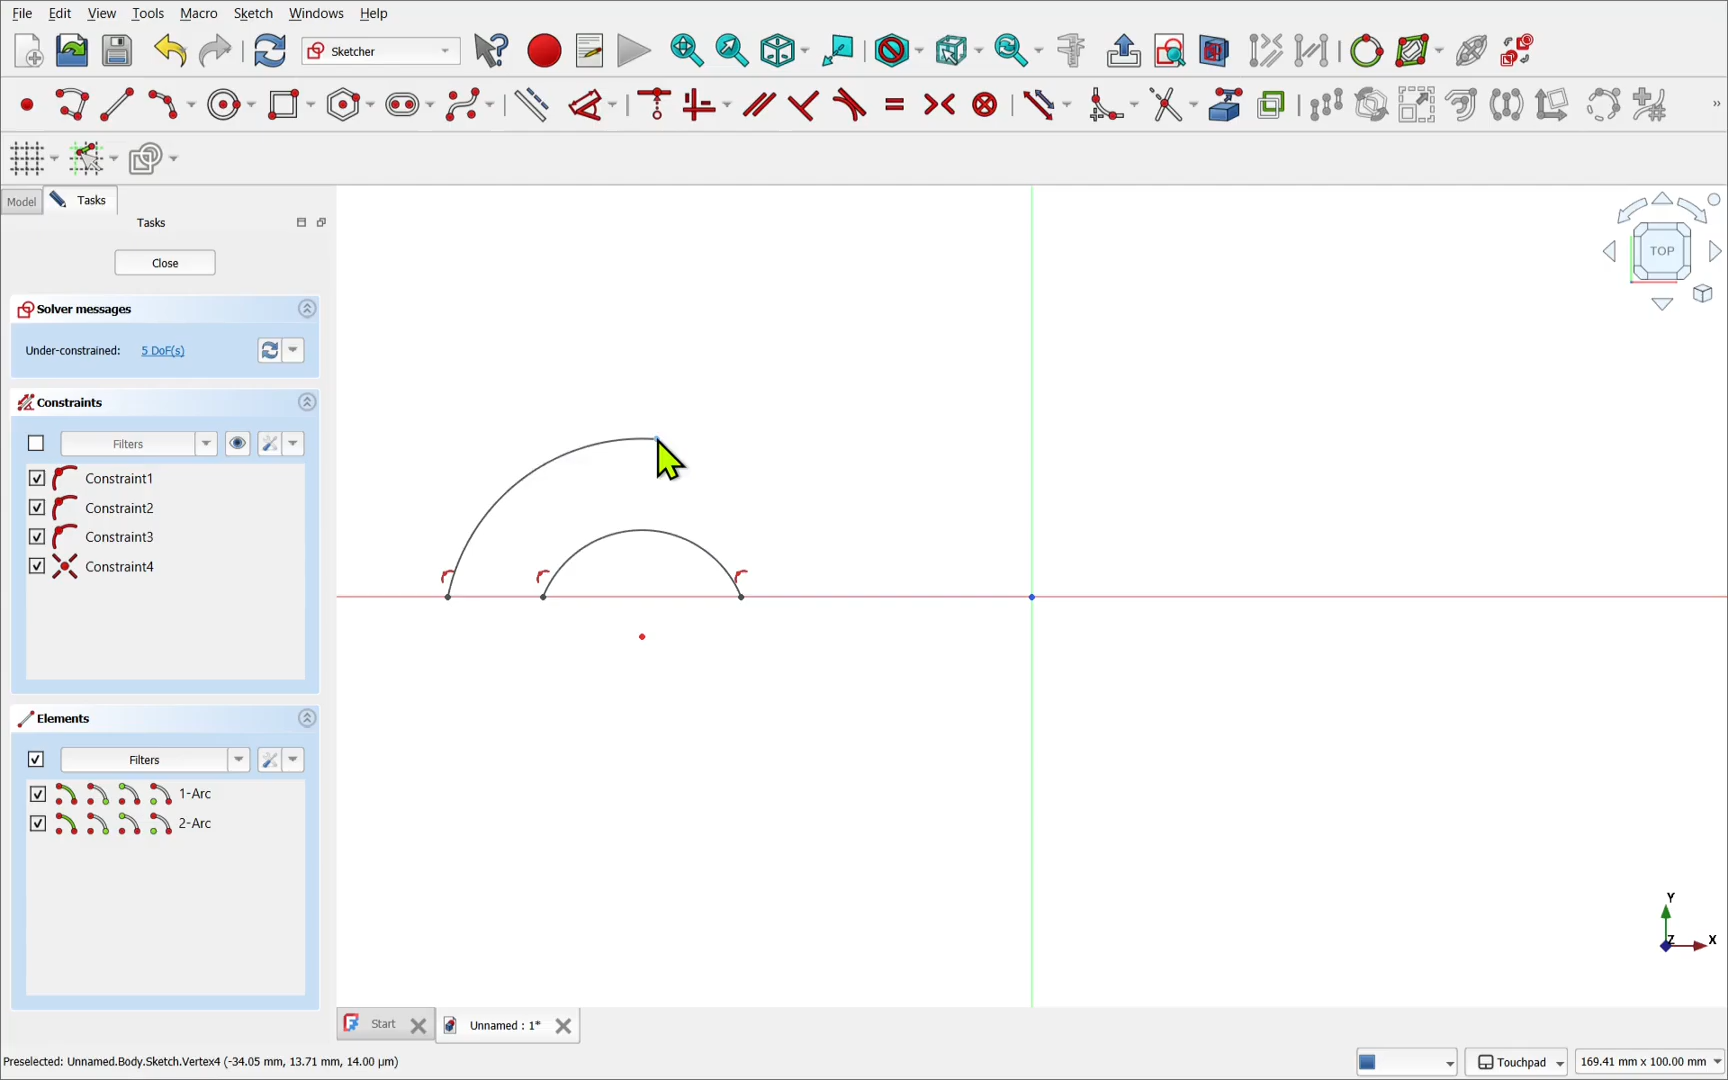 File Edit View Tools Macro Sketch Windows Help
Sketcher
Model Tasks
Tasks
Close
Solver messages
Under-constrained: 5 DoF(s)
Constraints
Filters
Constraint1
Constraint2
Constraint3
Constraint4
Elements
Filters
1-Arc
2-Arc
TOP
Y
Z X
Start Unnamed : 1*
Preselected: Unnamed.Body.Sketch.Vertex4 (-34.05 mm, 13.71 mm, 14.00 µm)
Touchpad 169.41 mm x 100.00 mm